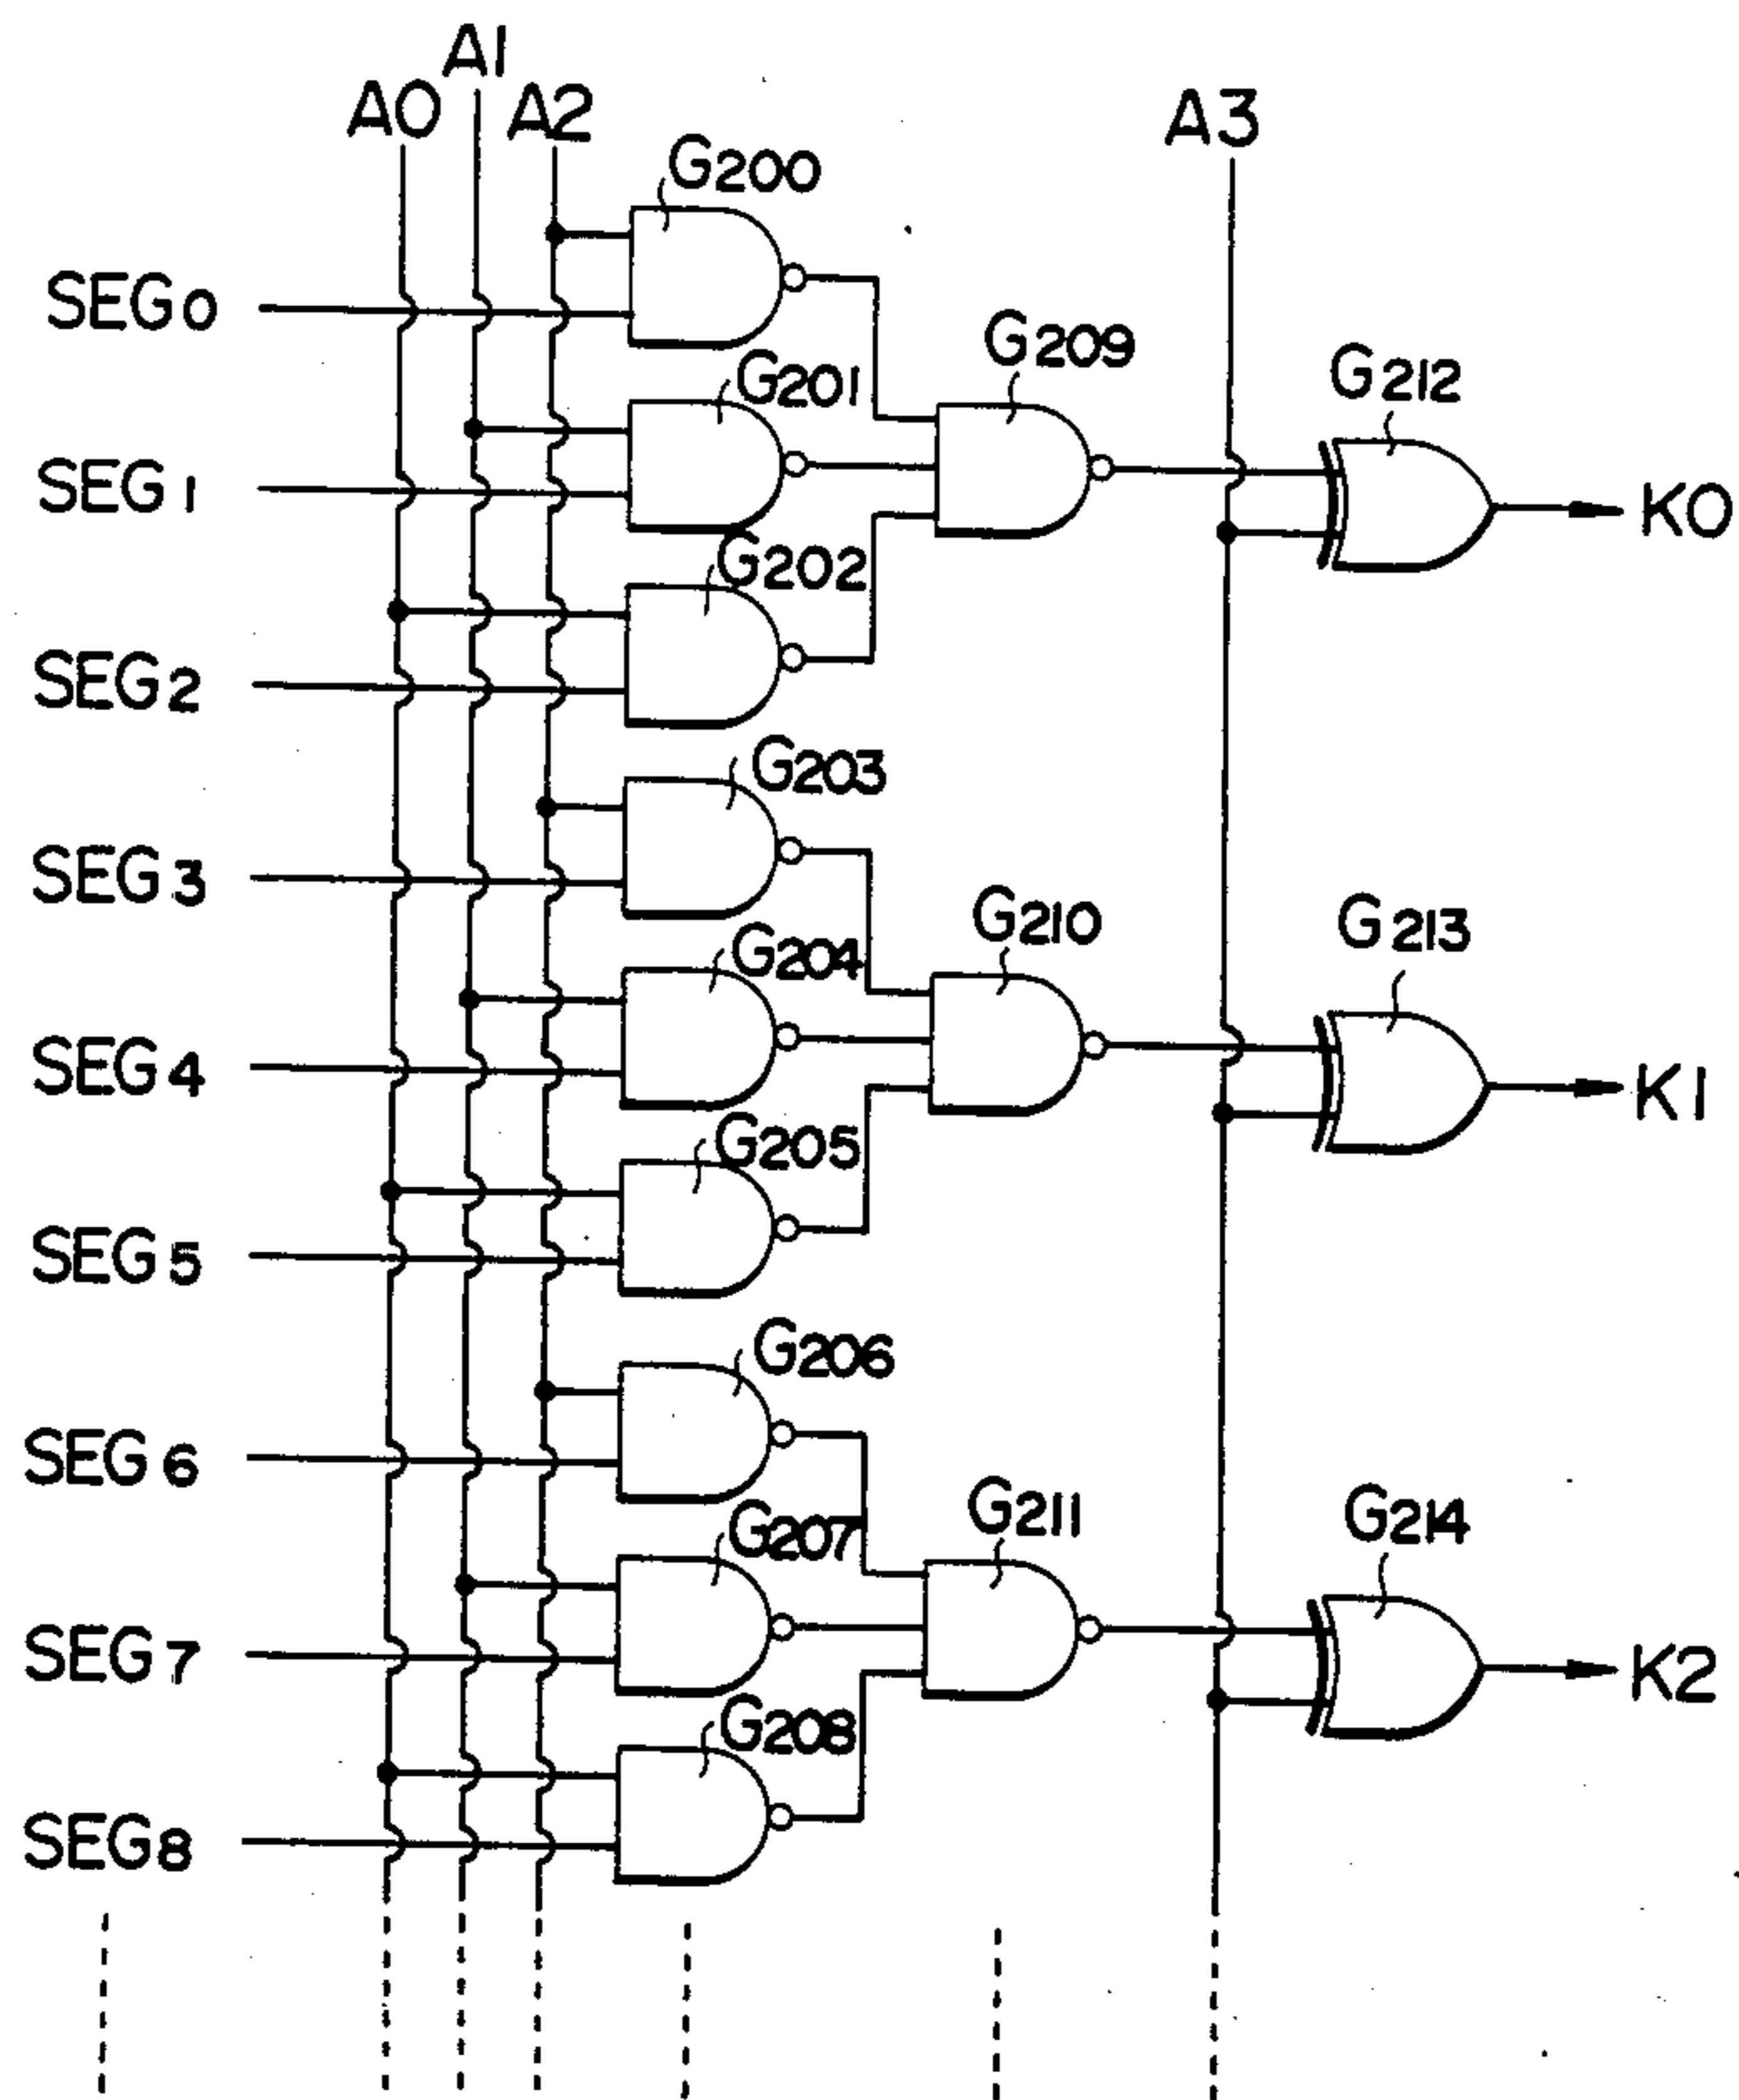 A1
A0 A2 A3
G200
SEG0
G209
G201 G212
SEG1 K0
G202
SEG2
G203
SEG3
G210 G213
G204
SEG4 K1
G205
SEG5
G206
SEG6
G211 G214
G207
SEG7 K2
G208
SEG8